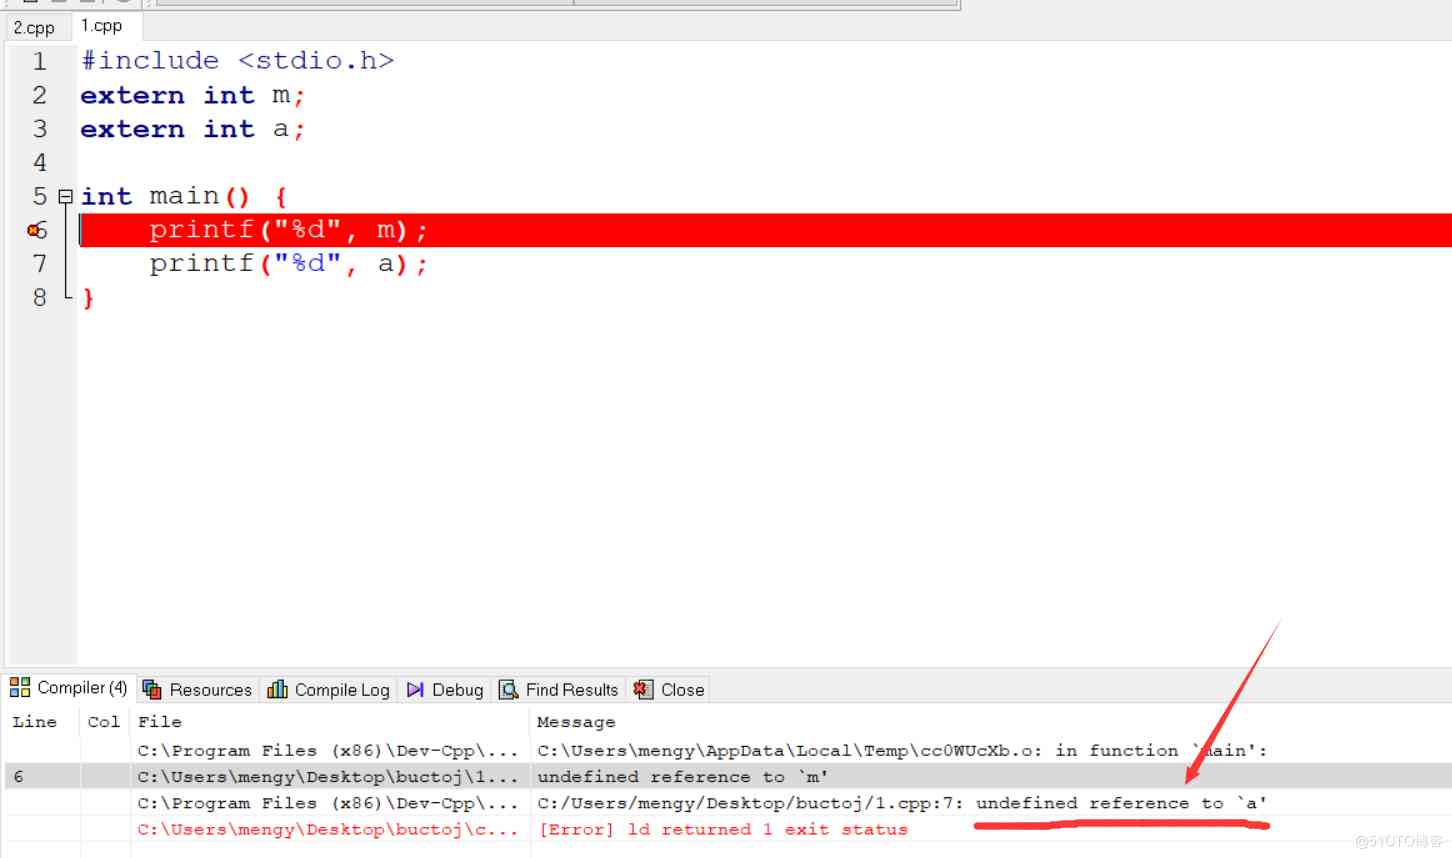 2.cpp 1.cpp
1 #include <stdio.h>
2 extern int m;
3 extern int a;
4
5 int main() {
6 printf("%d", m);
7 printf("%d", a);
8 }
Compiler (4) Resources Compile Log Debug Find Results Close
Line Col File Message
C:\Program Files (x86)\Dev-Cpp\... C:\Users\mengy\AppData\Local\Temp\cc0WUcXb.o: in function `main':
6 C:\Users\mengy\Desktop\buctoj\1... undefined reference to `m'
C:\Program Files (x86)\Dev-Cpp\... C:/Users/mengy/Desktop/buctoj/1.cpp:7: undefined reference to `a'
C:\Users\mengy\Desktop\buctoj\c... [Error] ld returned 1 exit status
@51CTO博客